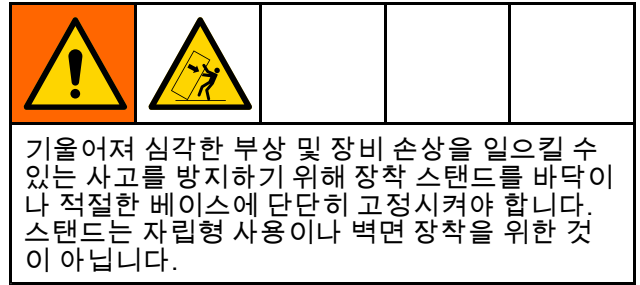 기울어져 심각한 부상 및 장비 손상을 일으킬 수
있는 사고를 방지하기 위해 장착 스탠드를 바닥이
나 적절한 베이스에 단단히 고정시켜야 합니다.
스탠드는 자립형 사용이나 벽면 장착을 위한 것
이 아닙니다.